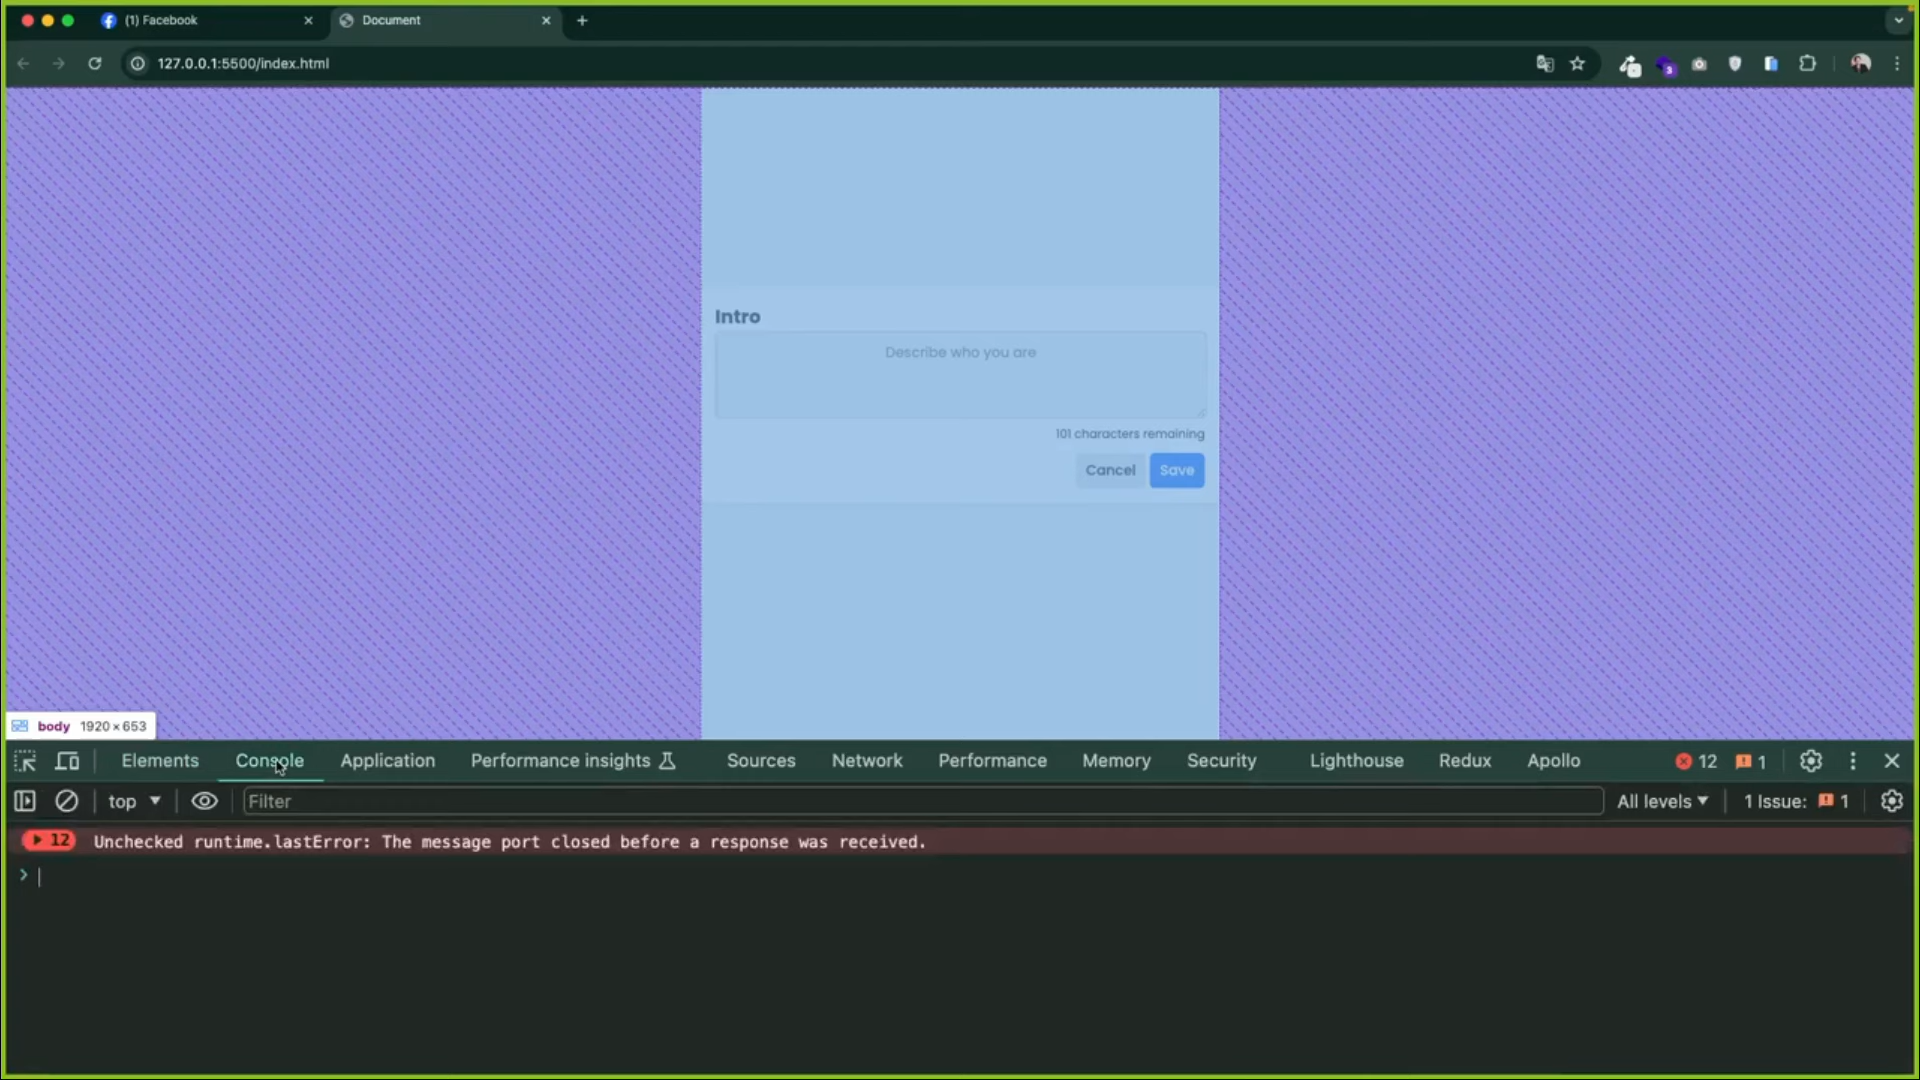 (1) Facebook
Document
127.0.0.1:5500/index.html
3
Intro
Describe who you are
101 characters remaining
Cancel Save
body 1920×653
Elements Console Application Performance insights Sources Network Performance Memory Security Lighthouse Redux Apollo 12 1
top Filter All levels 1 Issue: 1
12 Unchecked runtime.lastError: The message port closed before a response was received.
>